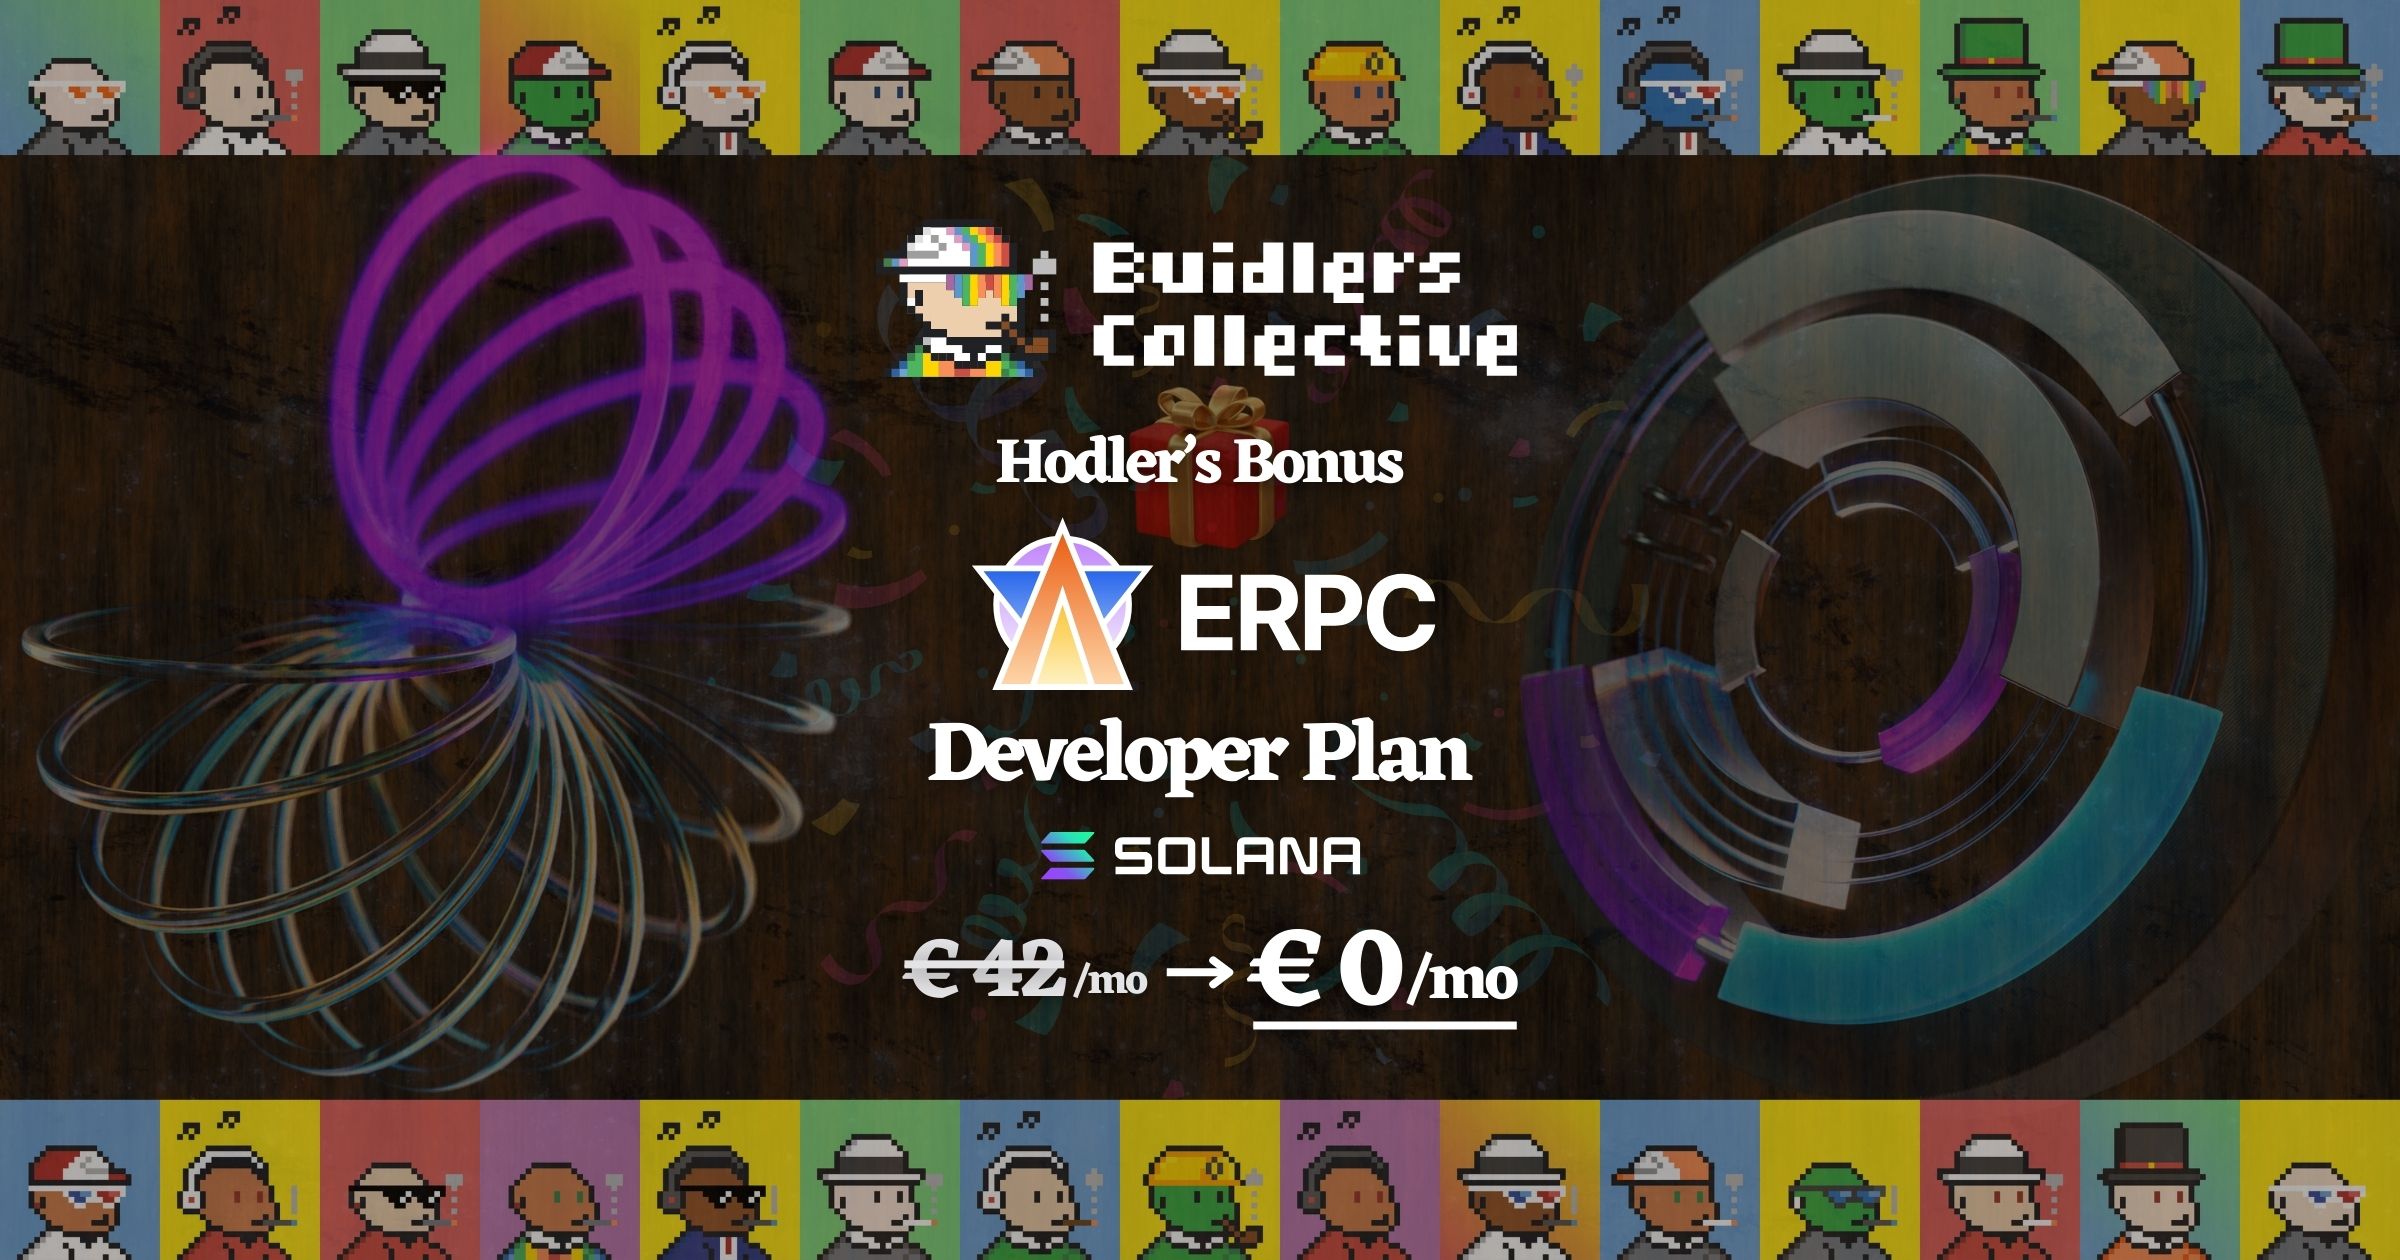 Buidlers
Collective
Hodler's Bonus
ERPC
Developer Plan
SOLANA
€42/mo → €0/mo